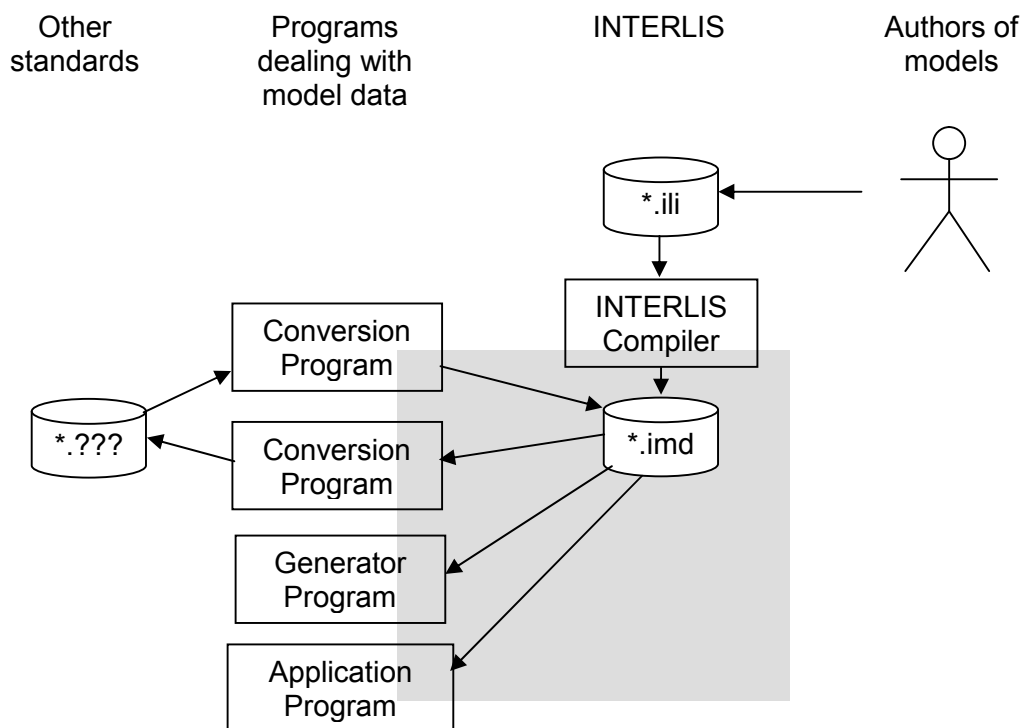 Other
standards
Programs
dealing with
model data
INTERLIS
Authors of
models
*.ili
INTERLIS
Compiler
Conversion
Program
*.???
Conversion
Program
*.imd
Generator
Program
Application
Program